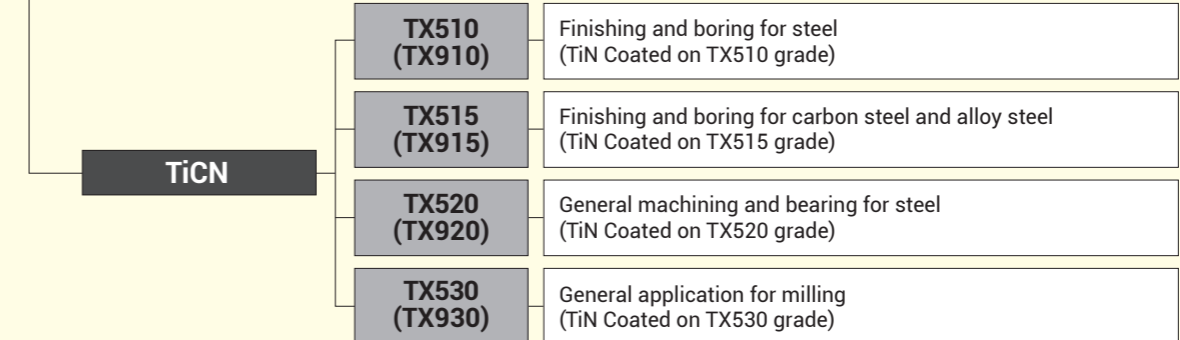 TiCN
TX510
(TX910)
Finishing and boring for steel
(TiN Coated on TX510 grade)
TX515
(TX915)
Finishing and boring for carbon steel and alloy steel
(TiN Coated on TX515 grade)
TX520
(TX920)
General machining and bearing for steel
(TiN Coated on TX520 grade)
TX530
(TX930)
General application for milling
(TiN Coated on TX530 grade)